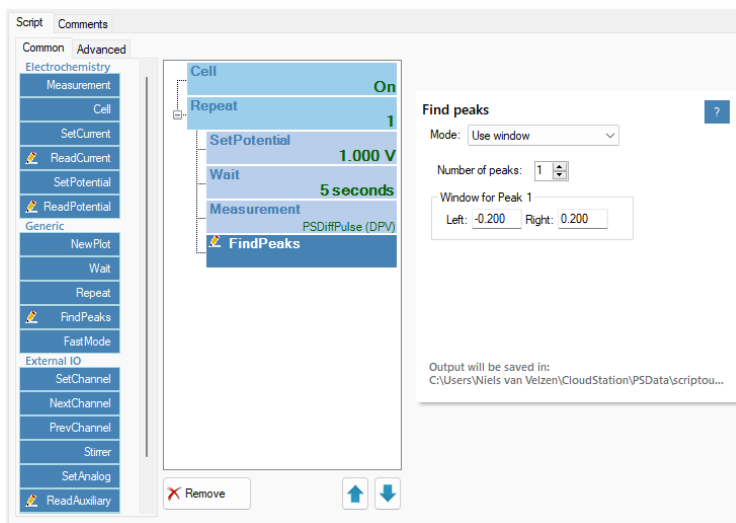 Script Comments
Common Advanced
Electrochemistry
Measurement
Cell
SetCurrent
ReadCurrent
SetPotential
ReadPotential
Generic
NewPlot
Wait
Repeat
FindPeaks
FastMode
External IO
SetChannel
NextChannel
PrevChannel
Stirrer
SetAnalog
ReadAuxiliary
Cell
On
Repeat
1
SetPotential
1.000 V
Wait
5 seconds
Measurement
PSDiffPulse (DPV)
FindPeaks
Remove
Find peaks
?
Mode: Use window
Number of peaks: 1
Window for Peak 1
Left: -0.200 Right: 0.200
Output will be saved in:
C:\Users\Niels van Velzen\CloudStation\PSData\scriptou...